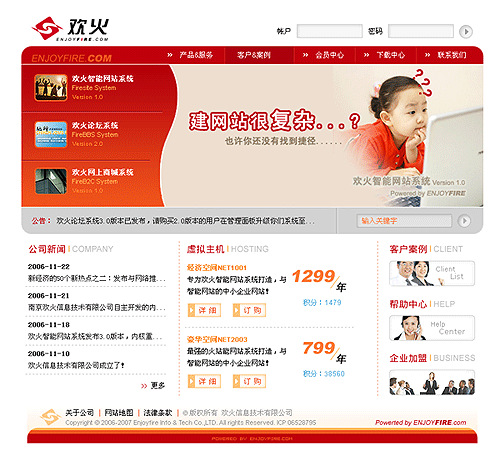 欢火
ENJOYFIRE.COM
帐户 密码
ENJOYFIRE.COM
产品&服务 客户&案例 会员中心 下载中心 联系我们
欢火智能网站系统
Firesite System
Version 1.0
欢火论坛系统
FireBBS System
Version 2.0
欢火网上商城系统
FireB2C System
Version 1.0
???
建网站很复杂...?
也许你还没有找到捷径......
欢火智能网站系统 Version 1.0
Powered by ENJOYFIRE
公告： 欢火论坛系统3.0版本已发布，请购买2.0版本的用户在管理面板升级你们系统至...
输入关键字
公司新闻 COMPANY
2006-11-22
新经济的50个新热点之二：发布与网络推...
2006-11-21
南京欢火信息技术有限公司自主开发的内...
2006-11-18
欢火智能网站系统发布3.0版本，内核置...
2006-11-10
欢火信息技术有限公司成立了!
更多
虚拟主机 HOSTING
经济空间NET1001
专为欢火智能网站系统打造，与
智能网站的中小企业网站!
详细 订购
1299/年
积分：1479
豪华空间NET2003
最强的火站能网站系统打造，与
智能网站的中小企业网站!
详细 订购
799/年
积分：38560
客户案例 CLIENT
Client
List
帮助中心 HELP
Help
Center
企业加盟 BUSINESS
关于公司 | 网站地图 | 法律条款 | ©版权所有 欢火信息技术有限公司
Copyright © 2006-2007 Enjoyfire Info & Tech Co.,LTD. All rights Reserved. ICP 06528795
Powerted by ENJOYFIRE.COM
POWERED BY ENJOYFIRE.COM